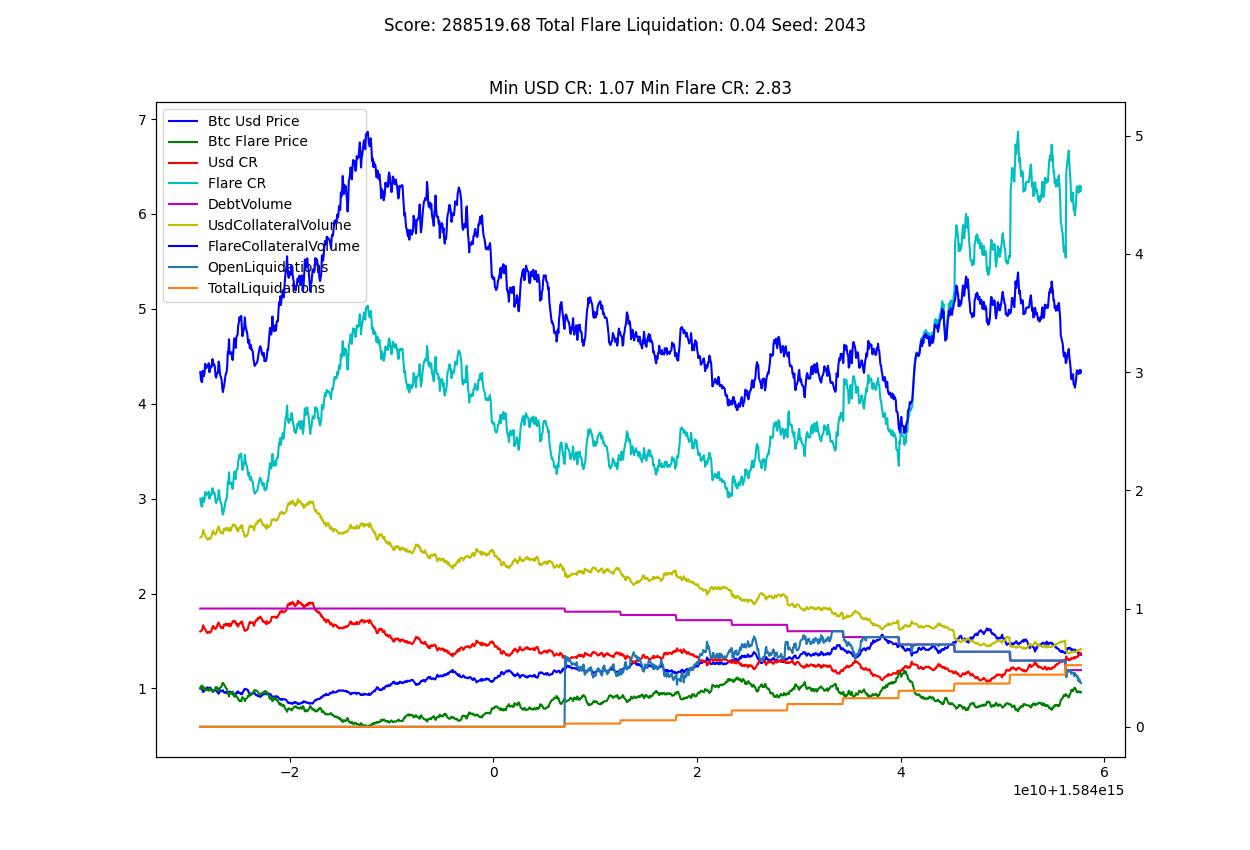 Score: 288519.68 Total Flare Liquidation: 0.04 Seed: 2043
Min USD CR: 1.07 Min Flare CR: 2.83
Btc Usd Price
Btc Flare Price
Usd CR
Flare CR
DebtVolume
UsdCollateralVolume
FlareCollateralVolume
OpenLiquidations
TotalLiquidations
7
6
5
4
3
2
1
5
4
3
2
1
0
−2
0
2
4
6
1e10+1.584e15